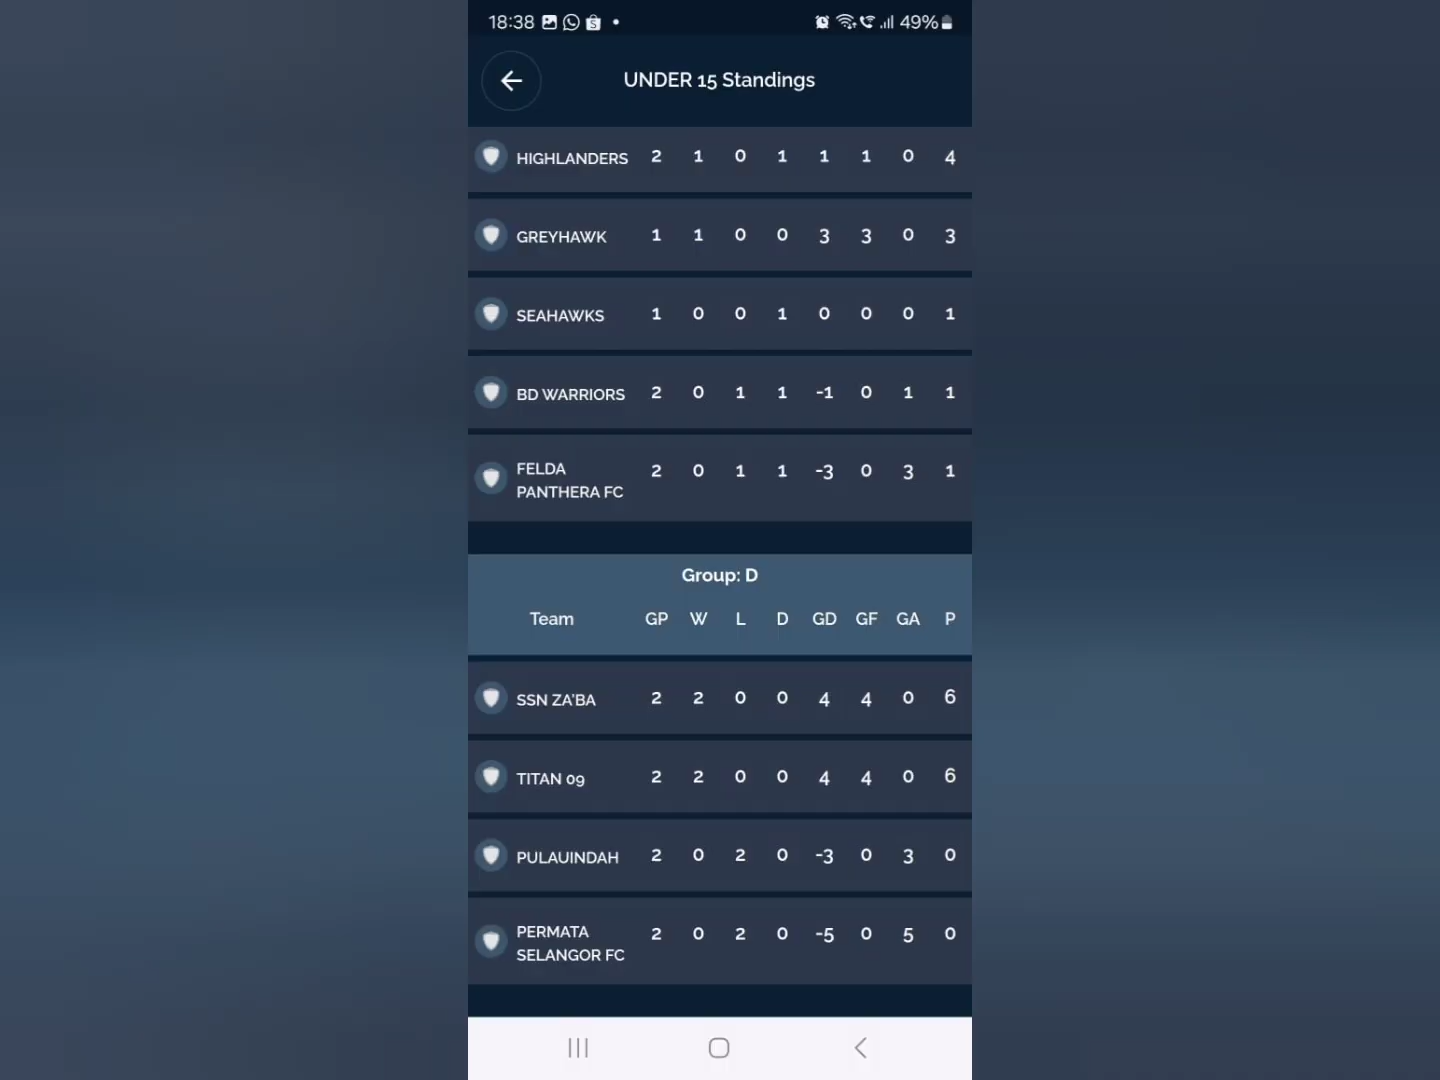 18:38 49%
UNDER 15 Standings
HIGHLANDERS 2 1 0 1 1 1 0 4
GREYHAWK 1 1 0 0 3 3 0 3
SEAHAWKS 1 0 0 1 0 0 0 1
BD WARRIORS 2 0 1 1 -1 0 1 1
FELDA 2 0 1 1 -3 0 3 1
PANTHERA FC
Group: D
Team GP W L D GD GF GA P
SSN ZA'BA 2 2 0 0 4 4 0 6
TITAN 09 2 2 0 0 4 4 0 6
PULAUINDAH 2 0 2 0 -3 0 3 0
PERMATA 2 0 2 0 -5 0 5 0
SELANGOR FC